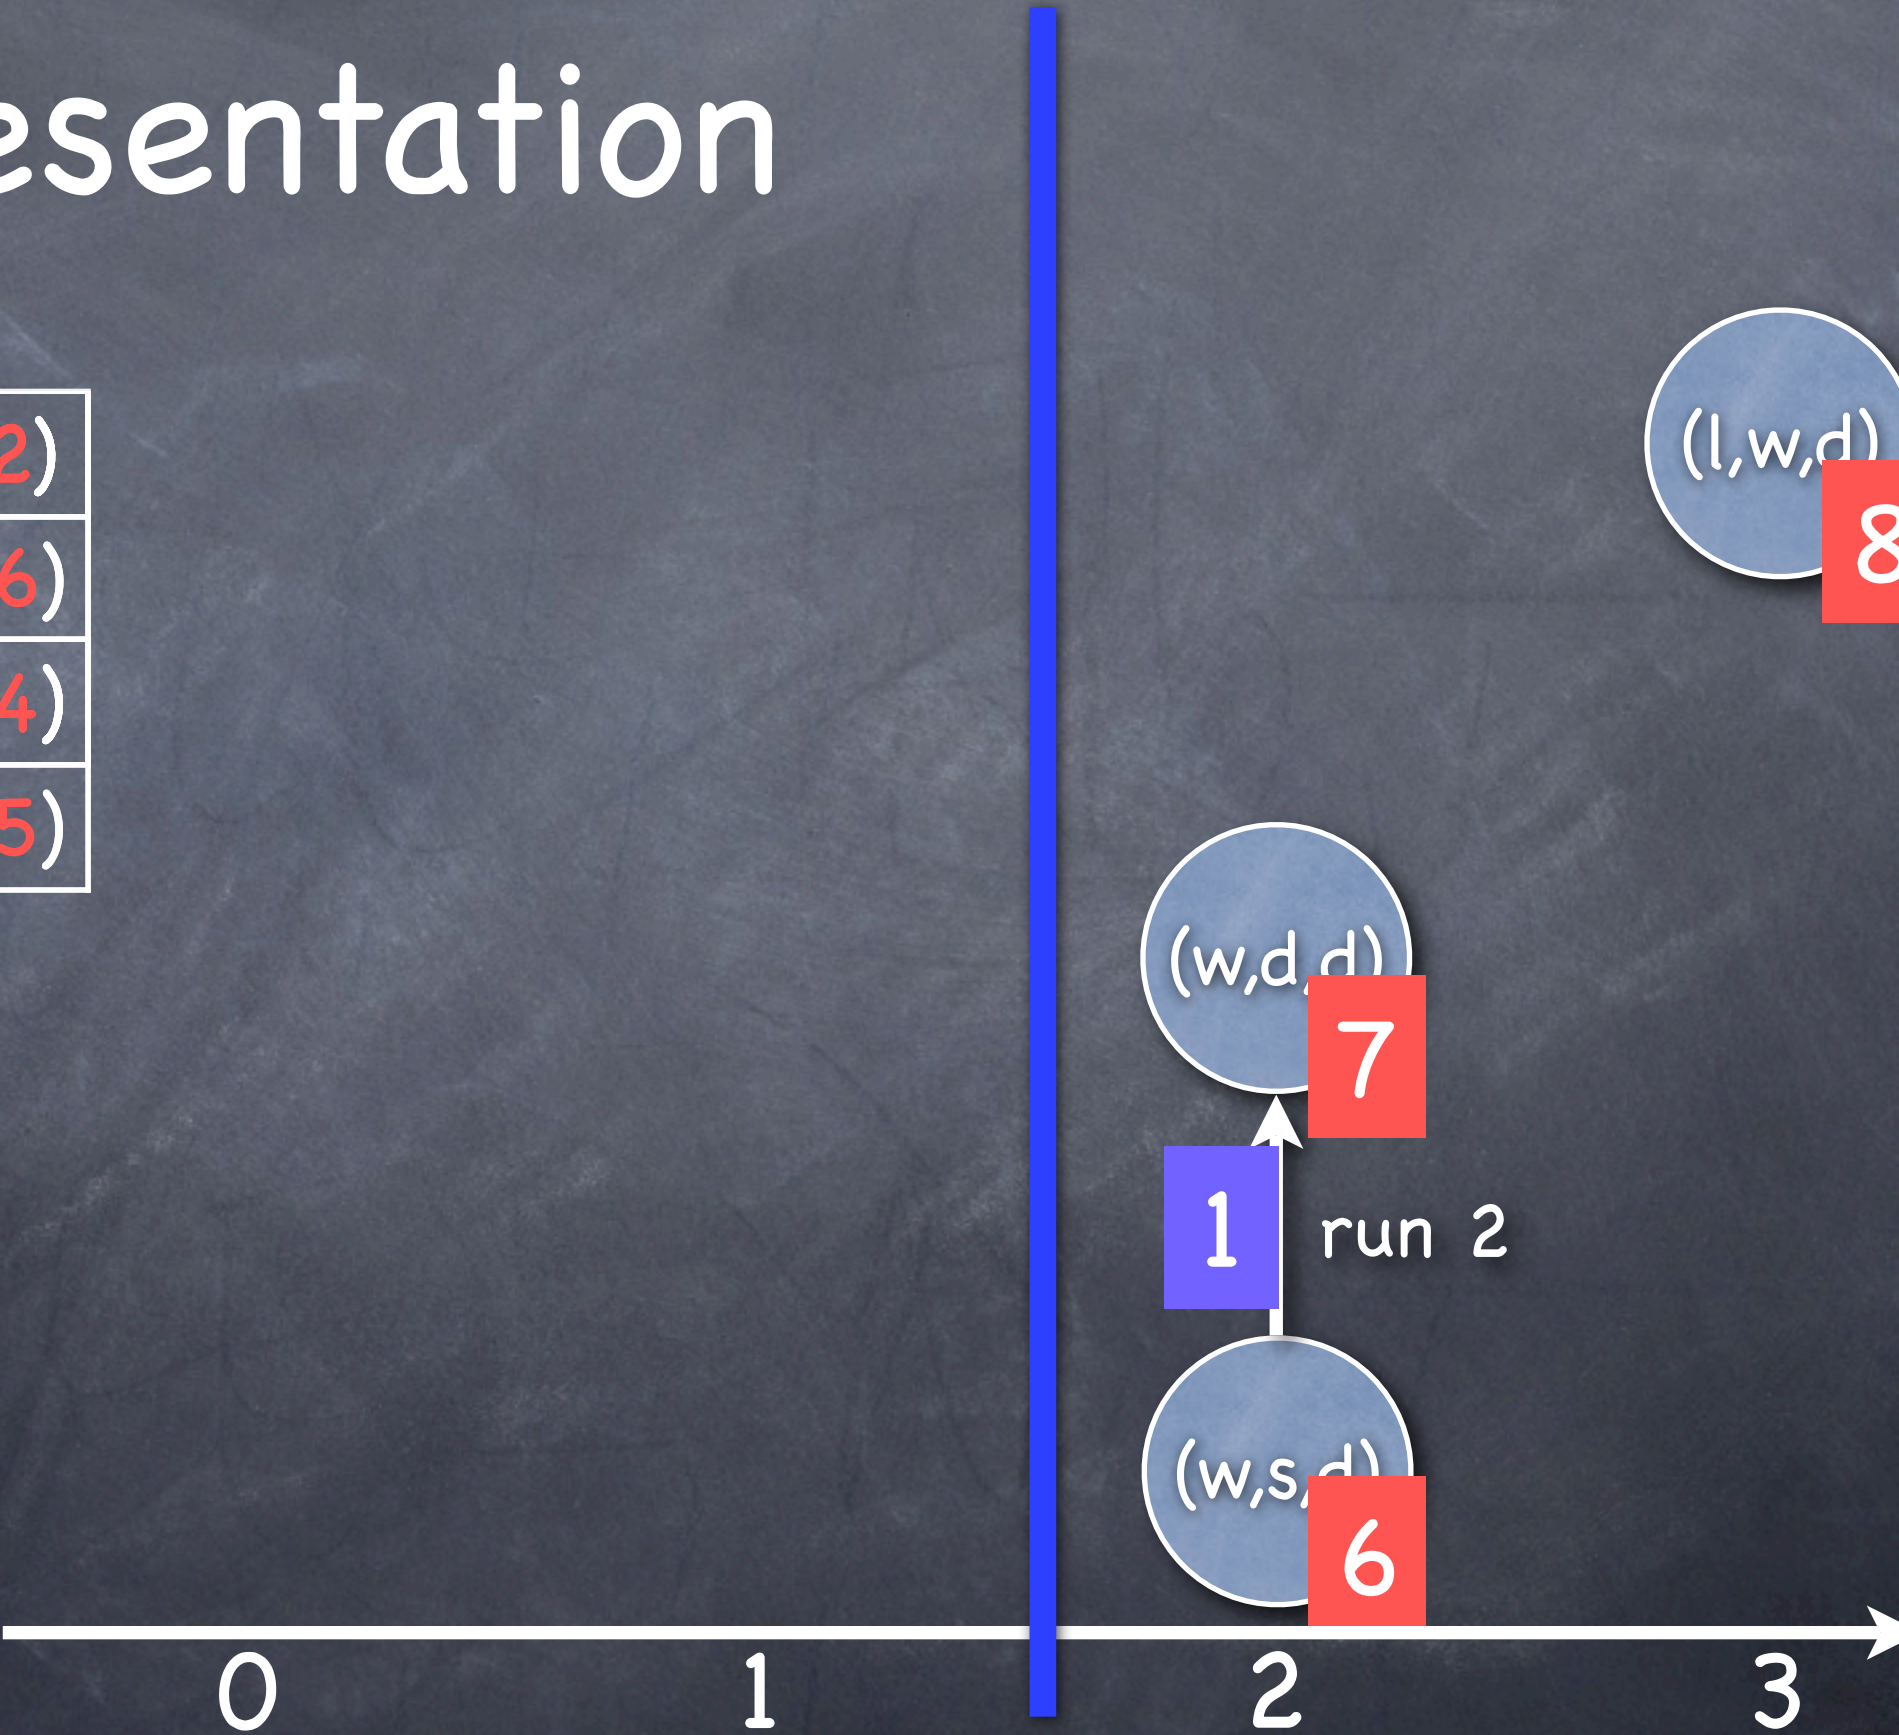 esentation
2)
6)
4)
5)
(l,w,d)
8
(w,d,d)
7
1
run 2
(w,s,d)
6
0 1 2 3